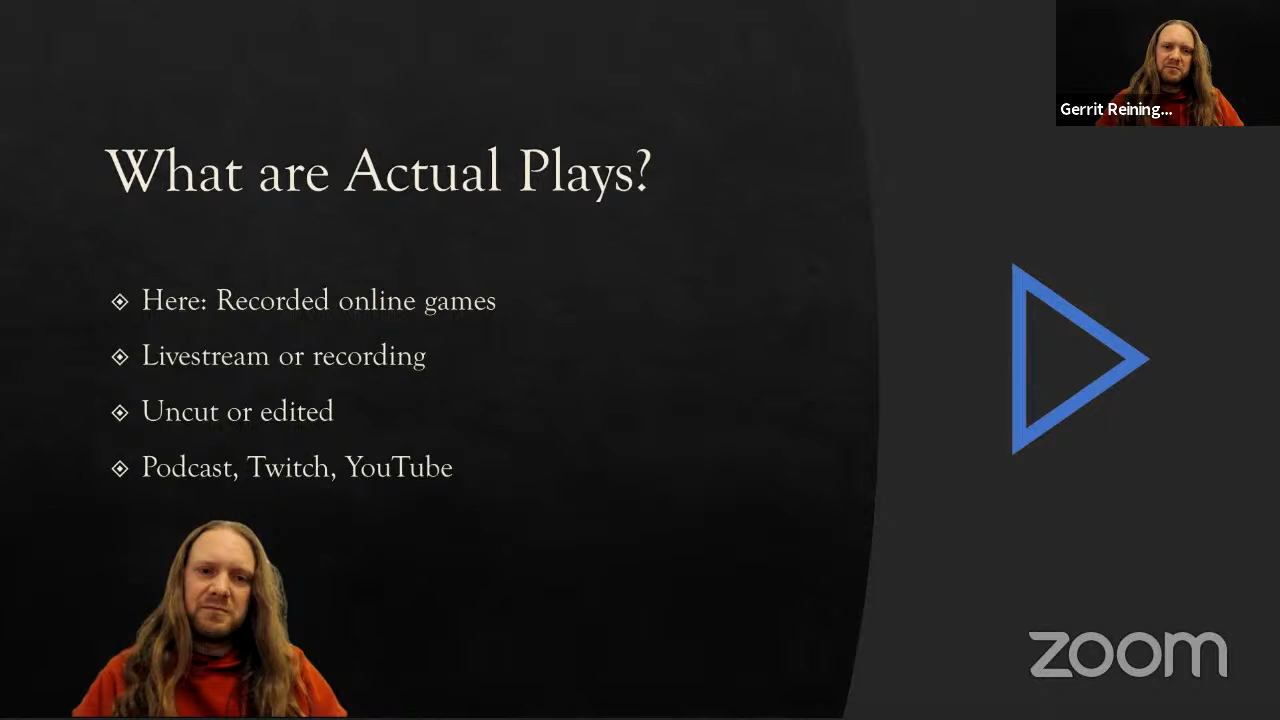 Gerrit Reining...
What are Actual Plays?
Here: Recorded online games
Livestream or recording
Uncut or edited
Podcast, Twitch, YouTube
zoom